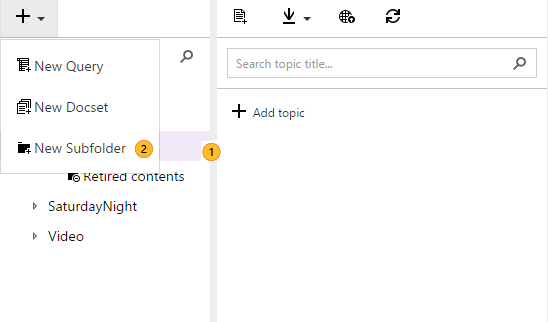 New Query
New Docset
New Subfolder 2
1
Retired contents
SaturdayNight
Video
Search topic title...
Add topic